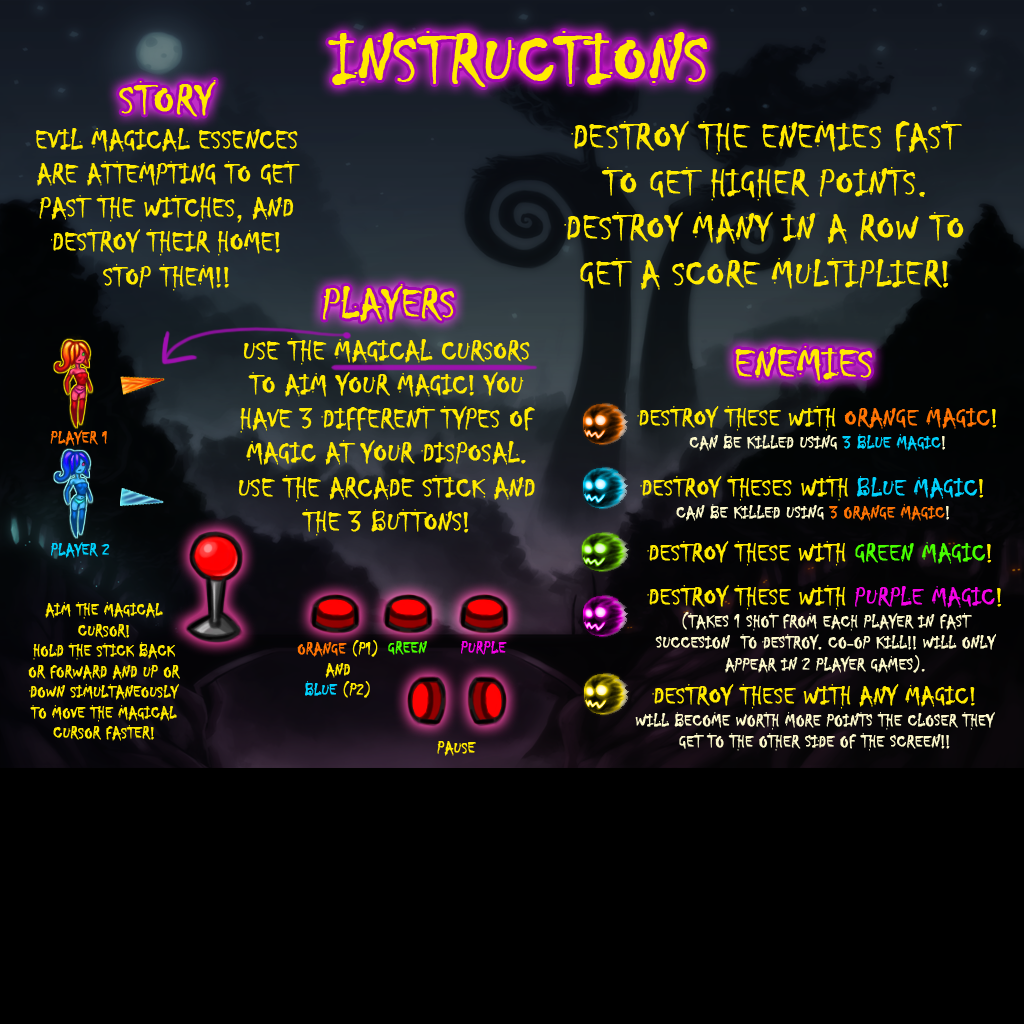 INSTRUCTIONS
STORY
EVIL MAGICAL ESSENCES
ARE ATTEMPTING TO GET
PAST THE WITCHES, AND
DESTROY THEIR HOME!
STOP THEM!!
DESTROY THE ENEMIES FAST
TO GET HIGHER POINTS.
DESTROY MANY IN A ROW TO
GET A SCORE MULTIPLIER!
PLAYERS
USE THE MAGICAL CURSORS
TO AIM YOUR MAGIC! YOU
HAVE 3 DIFFERENT TYPES OF
MAGIC AT YOUR DISPOSAL.
USE THE ARCADE STICK AND
THE 3 BUTTONS!
PLAYER 1
PLAYER 2
AIM THE MAGICAL
CURSOR!
HOLD THE STICK BACK
OR FORWARD AND UP OR
DOWN SIMULTANEOUSLY
TO MOVE THE MAGICAL
CURSOR FASTER!
ORANGE (P1)
AND
BLUE (P2)
GREEN
PURPLE
PAUSE
ENEMIES
DESTROY THESE WITH ORANGE MAGIC!
CAN BE KILLED USING 3 BLUE MAGIC!
DESTROY THESES WITH BLUE MAGIC!
CAN BE KILLED USING 3 ORANGE MAGIC!
DESTROY THESE WITH GREEN MAGIC!
DESTROY THESE WITH PURPLE MAGIC!
(TAKES 1 SHOT FROM EACH PLAYER IN FAST
SUCCESION TO DESTROY. CO-OP KILL!! WILL ONLY
APPEAR IN 2 PLAYER GAMES).
DESTROY THESE WITH ANY MAGIC!
WILL BECOME WORTH MORE POINTS THE CLOSER THEY
GET TO THE OTHER SIDE OF THE SCREEN!!